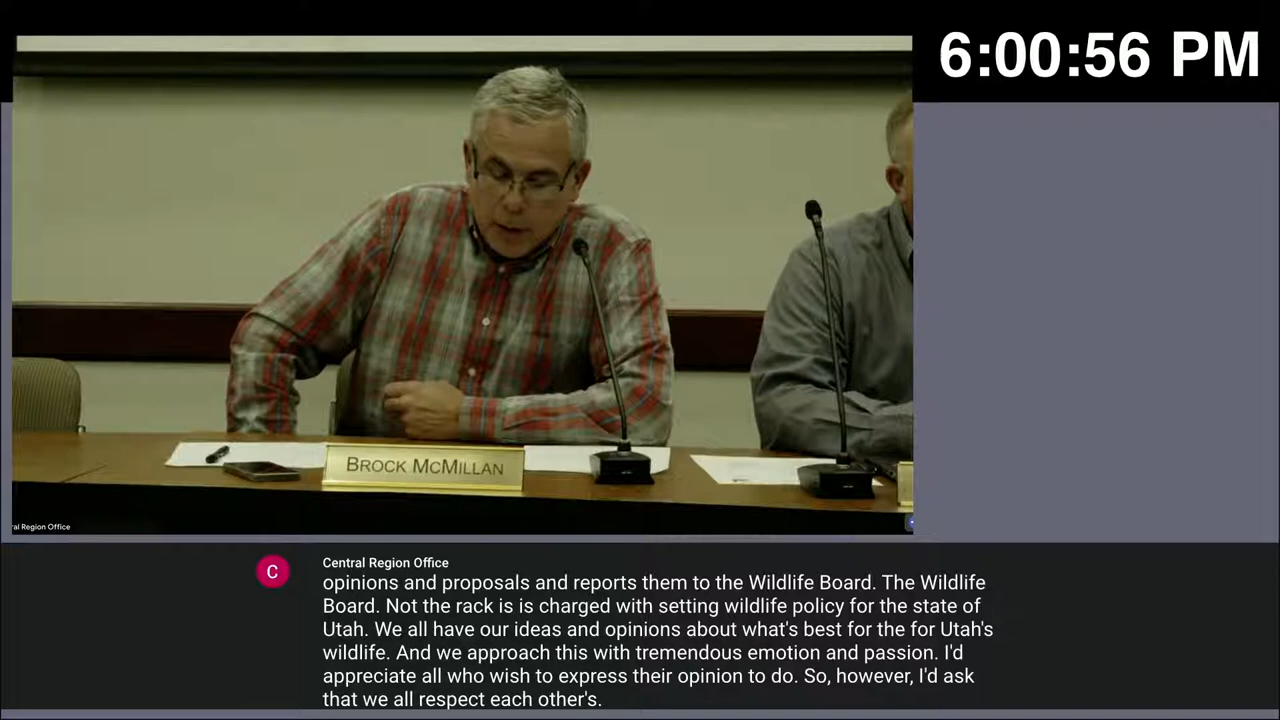 6:00:56 PM
BROCK MCMILLAN
ral Region Office
C
Central Region Office
opinions and proposals and reports them to the Wildlife Board. The Wildlife
Board. Not the rack is is charged with setting wildlife policy for the state of
Utah. We all have our ideas and opinions about what's best for the for Utah's
wildlife. And we approach this with tremendous emotion and passion. I'd
appreciate all who wish to express their opinion to do. So, however, I'd ask
that we all respect each other's.